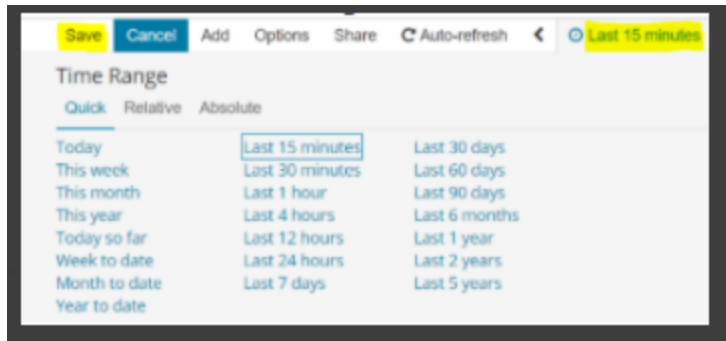 Save Cancel Add Options Share Auto-refresh Last 15 minutes
Time Range
Quick Relative Absolute
Today Last 15 minutes Last 30 days
This week Last 30 minutes Last 60 days
This month Last 1 hour Last 90 days
This year Last 4 hours Last 6 months
Today so far Last 12 hours Last 1 year
Week to date Last 24 hours Last 2 years
Month to date Last 7 days Last 5 years
Year to date